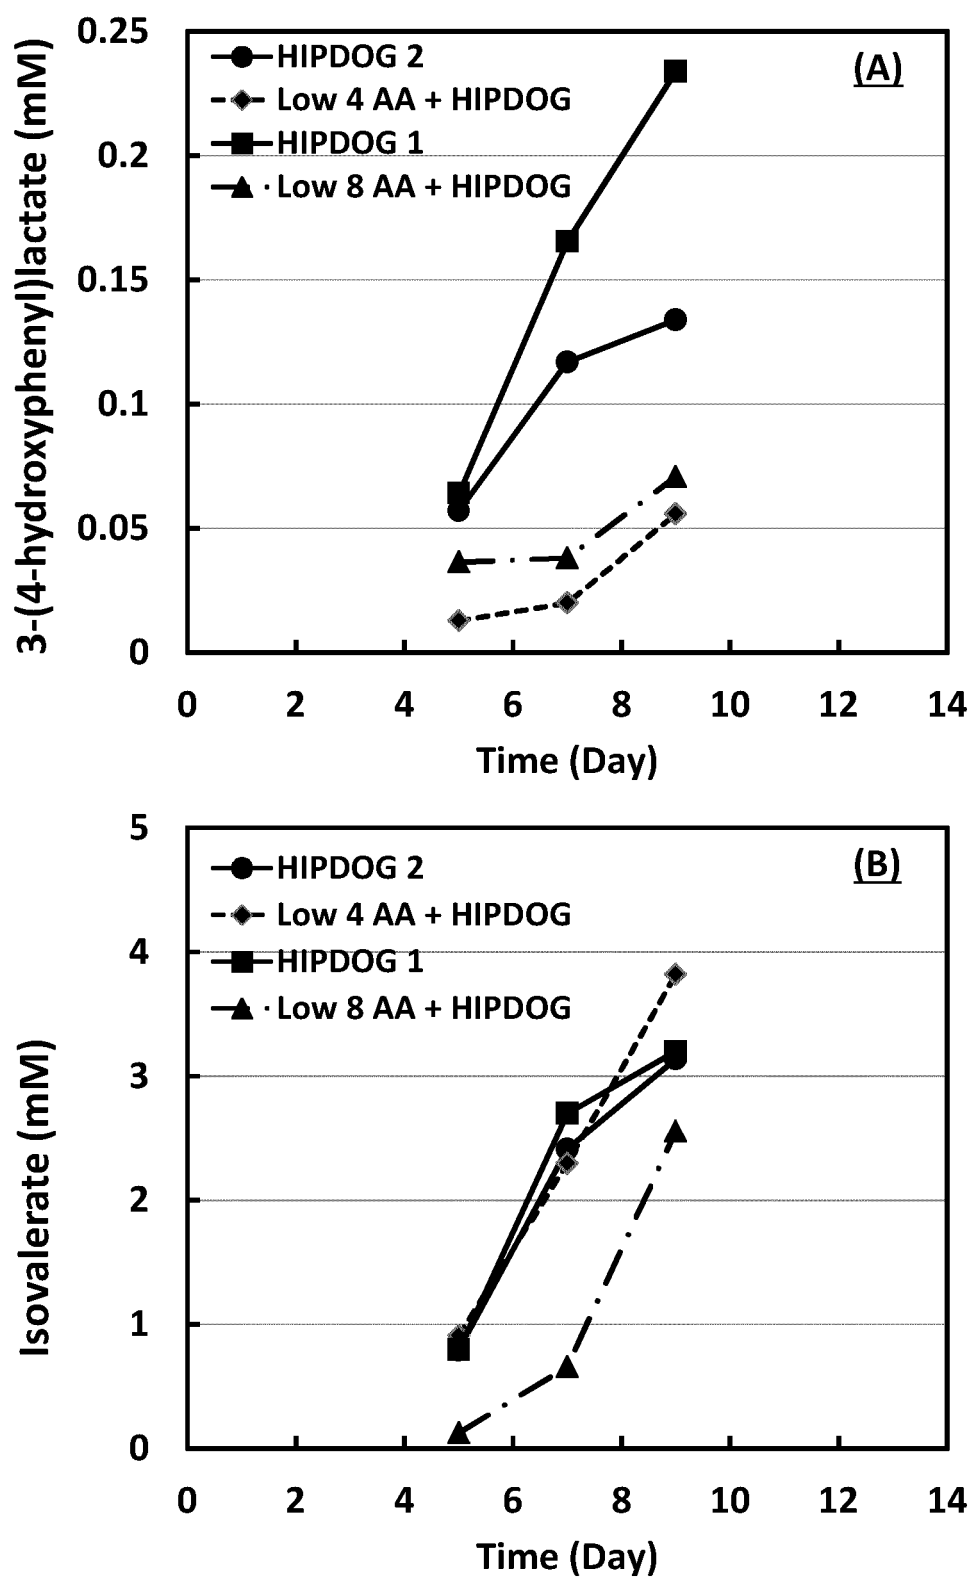 3-(4-hydroxyphenyl)lactate (mM)
0.25
0.2
0.15
0.1
0.05
0
HIPDOG 2
Low 4 AA + HIPDOG
HIPDOG 1
Low 8 AA + HIPDOG
(A)
0 2 4 6 8 10 12 14
Time (Day)
Isovalerate (mM)
5
4
3
2
1
0
HIPDOG 2
Low 4 AA + HIPDOG
HIPDOG 1
Low 8 AA + HIPDOG
(B)
0 2 4 6 8 10 12 14
Time (Day)